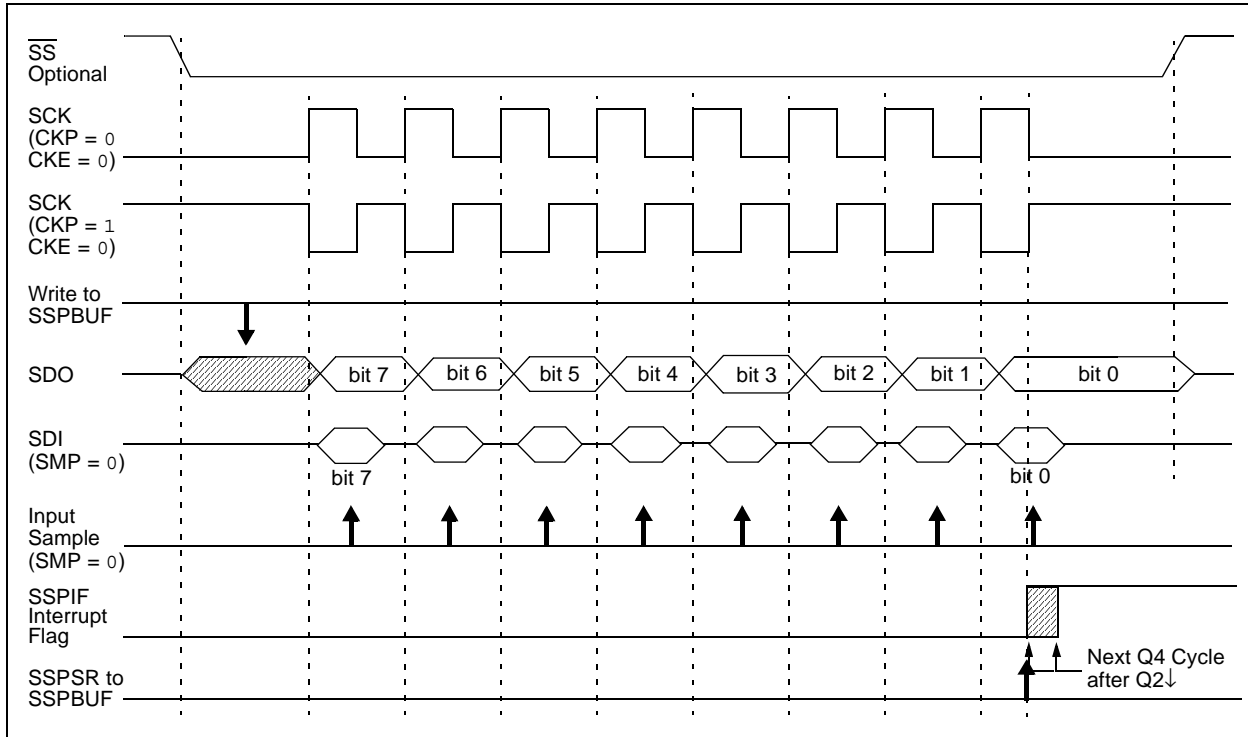 SS
Optional
SCK
(CKP = 0
CKE = 0)
SCK
(CKP = 1
CKE = 0)
Write to
SSPBUF
SDO
bit 7
bit 6
bit 5
bit 4
bit 3
bit 2
bit 1
bit 0
SDI
(SMP = 0)
bit 7
bit 0
Input
Sample
(SMP = 0)
SSPIF
Interrupt
Flag
Next Q4 Cycle
after Q2↓
SSPSR to
SSPBUF